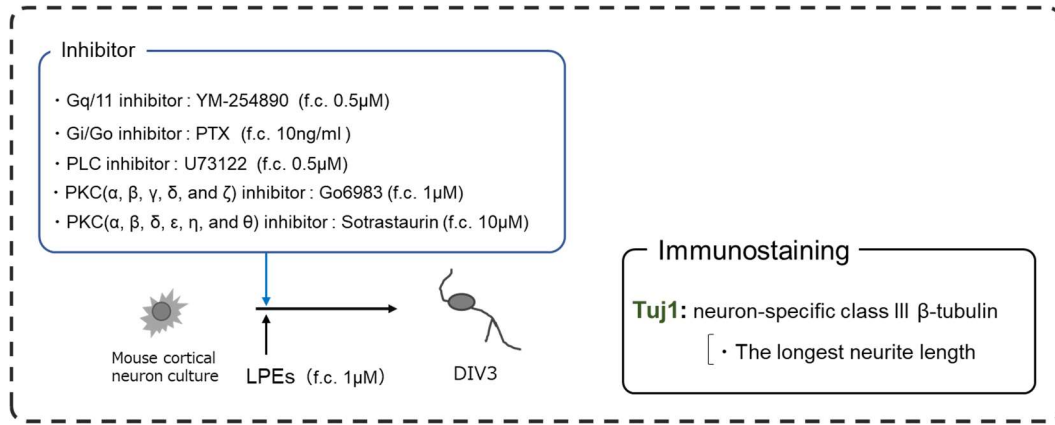 Inhibitor
・Gq/11 inhibitor : YM-254890 (f.c. 0.5μM)
・Gi/Go inhibitor : PTX (f.c. 10ng/ml )
・PLC inhibitor : U73122 (f.c. 0.5μM)
・PKC(α, β, γ, δ, and ζ) inhibitor : Go6983 (f.c. 1μM)
・PKC(α, β, δ, ε, η, and θ) inhibitor : Sotrastaurin (f.c. 10μM)
Mouse cortical
neuron culture
LPEs (f.c. 1μM)
DIV3
Immunostaining
Tuj1: neuron-specific class III β-tubulin
・The longest neurite length